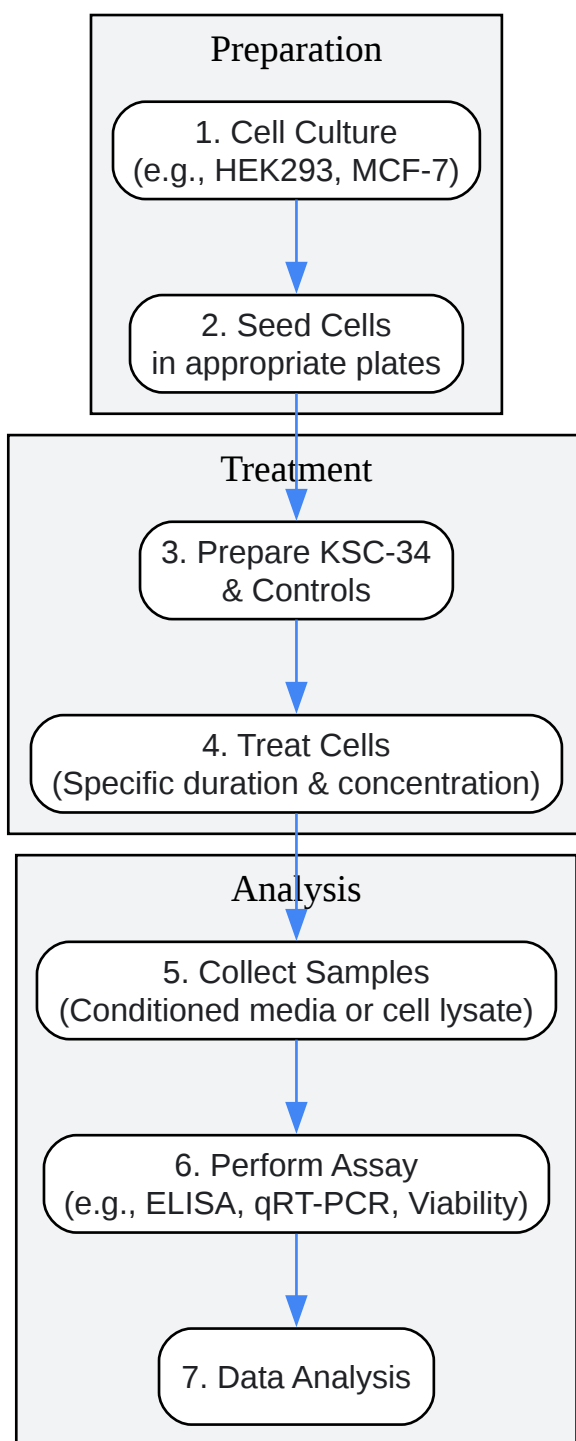 Preparation
1. Cell Culture
(e.g., HEK293, MCF-7)
2. Seed Cells
in appropriate plates
Treatment
3. Prepare KSC-34
& Controls
4. Treat Cells
(Specific duration & concentration)
Analysis
5. Collect Samples
(Conditioned media or cell lysate)
6. Perform Assay
(e.g., ELISA, qRT-PCR, Viability)
7. Data Analysis